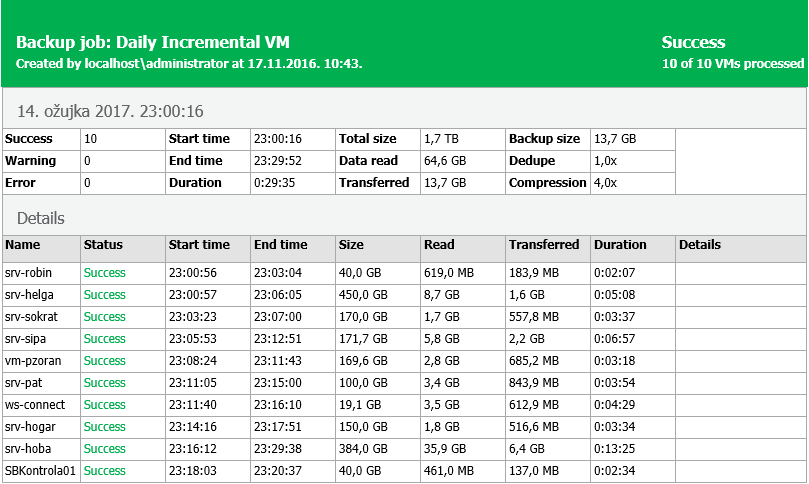 Backup job: Daily Incremental VM Success
Created by localhost\administrator at 17.11.2016. 10:43. 10 of 10 VMs processed
14. ožujka 2017. 23:00:16
Success 10 Start time 23:00:16 Total size 1,7 TB Backup size 13,7 GB
Warning 0 End time 23:29:52 Data read 64,6 GB Dedupe 1,0x
Error 0 Duration 0:29:35 Transferred 13,7 GB Compression 4,0x
Details
Name Status Start time End time Size Read Transferred Duration Details
srv-robin Success 23:00:56 23:03:04 40,0 GB 619,0 MB 183,9 MB 0:02:07
srv-helga Success 23:00:57 23:06:05 450,0 GB 8,7 GB 1,6 GB 0:05:08
srv-sokrat Success 23:03:23 23:07:00 170,0 GB 1,7 GB 557,8 MB 0:03:37
srv-sipa Success 23:05:53 23:12:51 171,7 GB 5,8 GB 2,2 GB 0:06:57
vm-pzoran Success 23:08:24 23:11:43 169,6 GB 2,8 GB 685,2 MB 0:03:18
srv-pat Success 23:11:05 23:15:00 100,0 GB 3,4 GB 843,9 MB 0:03:54
ws-connect Success 23:11:40 23:16:10 19,1 GB 3,5 GB 612,9 MB 0:04:29
srv-hogar Success 23:14:16 23:17:51 150,0 GB 1,8 GB 516,6 MB 0:03:34
srv-hoba Success 23:16:12 23:29:38 384,0 GB 35,9 GB 6,4 GB 0:13:25
SBKontrola01 Success 23:18:03 23:20:37 40,0 GB 461,0 MB 137,0 MB 0:02:34